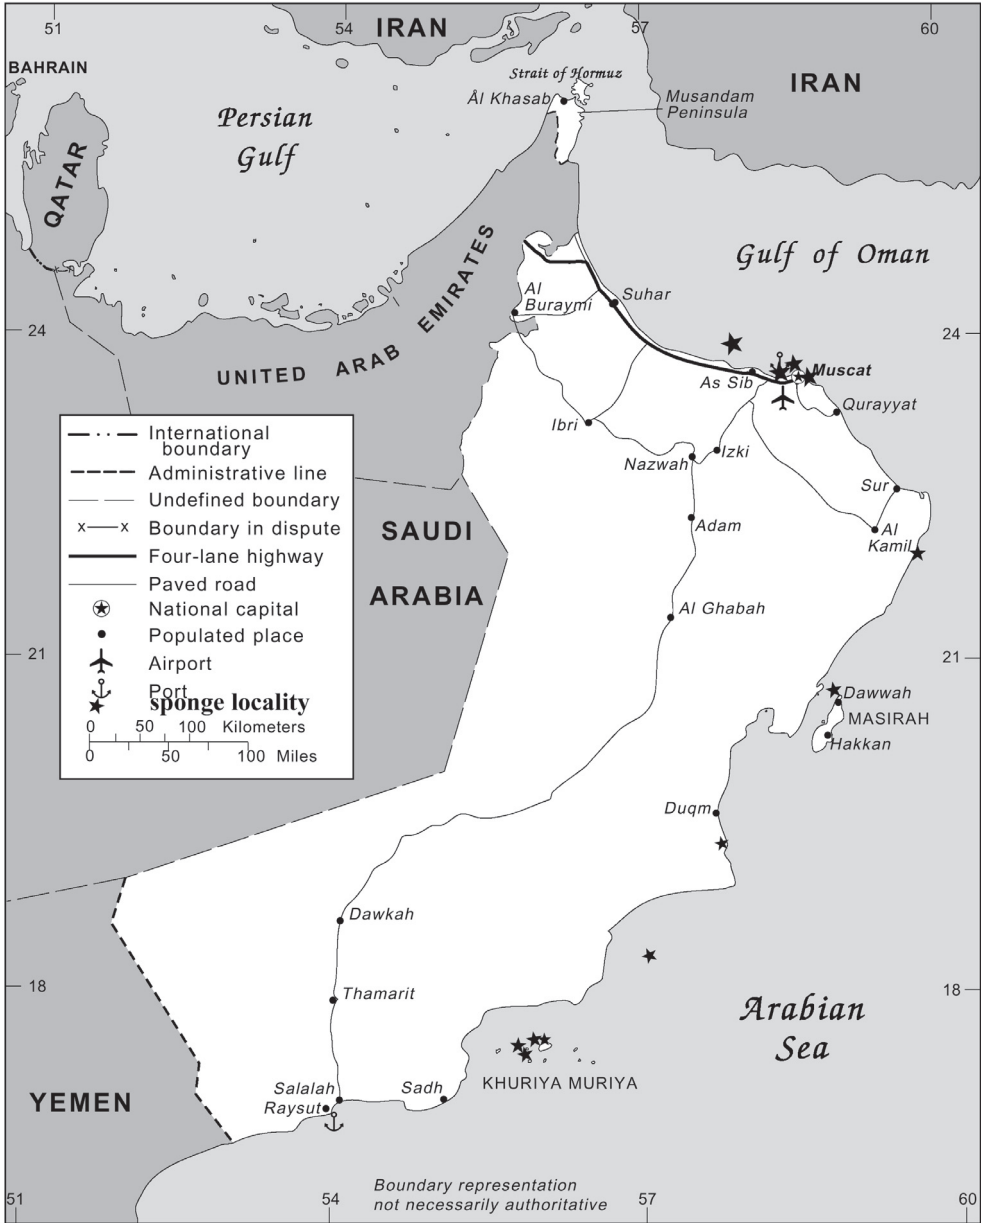 51
54
57
60
IRAN
BAHRAIN
Strait of Hormuz
IRAN
Ål Khasab
Musandam
Peninsula
Persian
Gulf
QATAR
Gulf of Oman
UNITED ARAB EMIRATES
Al
Buraymi
Suhar
24
24
As Sib
Muscat
Qurayyat
Ibri
Izki
Nazwah
Sur
Adam
Al
Kamil
SAUDI
ARABIA
Al Ghabah
International
boundary
Administrative line
Undefined boundary
x x Boundary in dispute
Four-lane highway
Paved road
National capital
Populated place
Airport
Port
sponge locality
0 50 100 Kilometers
0 50 100 Miles
21
21
Dawwah
MASIRAH
Hakkan
Duqm
Dawkah
18
18
Thamarit
Arabian
Sea
KHURIYA MURIYA
YEMEN
Salalah
Raysut
Sadh
Boundary representation
not necessarily authoritative
51
54
57
60